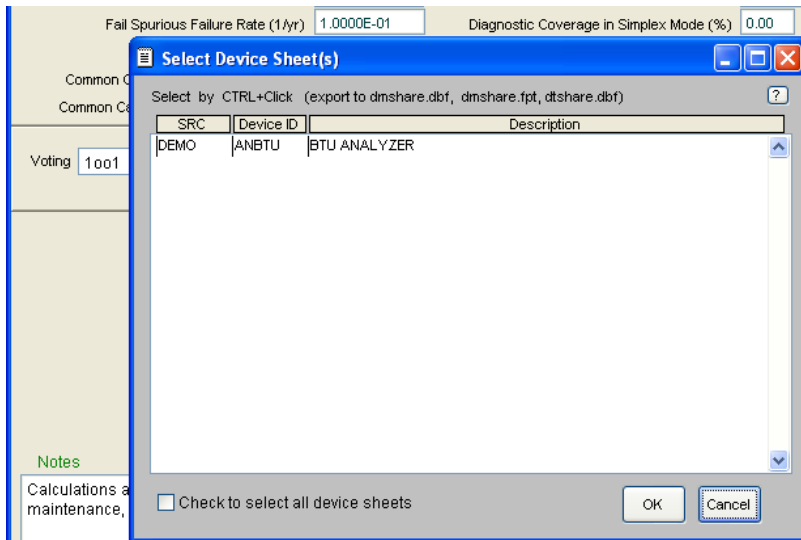 Fail Spurious Failure Rate (1/yr) 1.0000E-01 Diagnostic Coverage in Simplex Mode (%) 0.00
Select Device Sheet(s)
Common
Common
Select by CTRL+Click (export to dmshare.dbf, dmshare.fpt, dtshare.dbf) ?
SRC Device ID Description
DEMO ANBTU BTU ANALYZER
Voting 1oo1
Notes
Calculations
maintenance,
Check to select all device sheets
OK Cancel